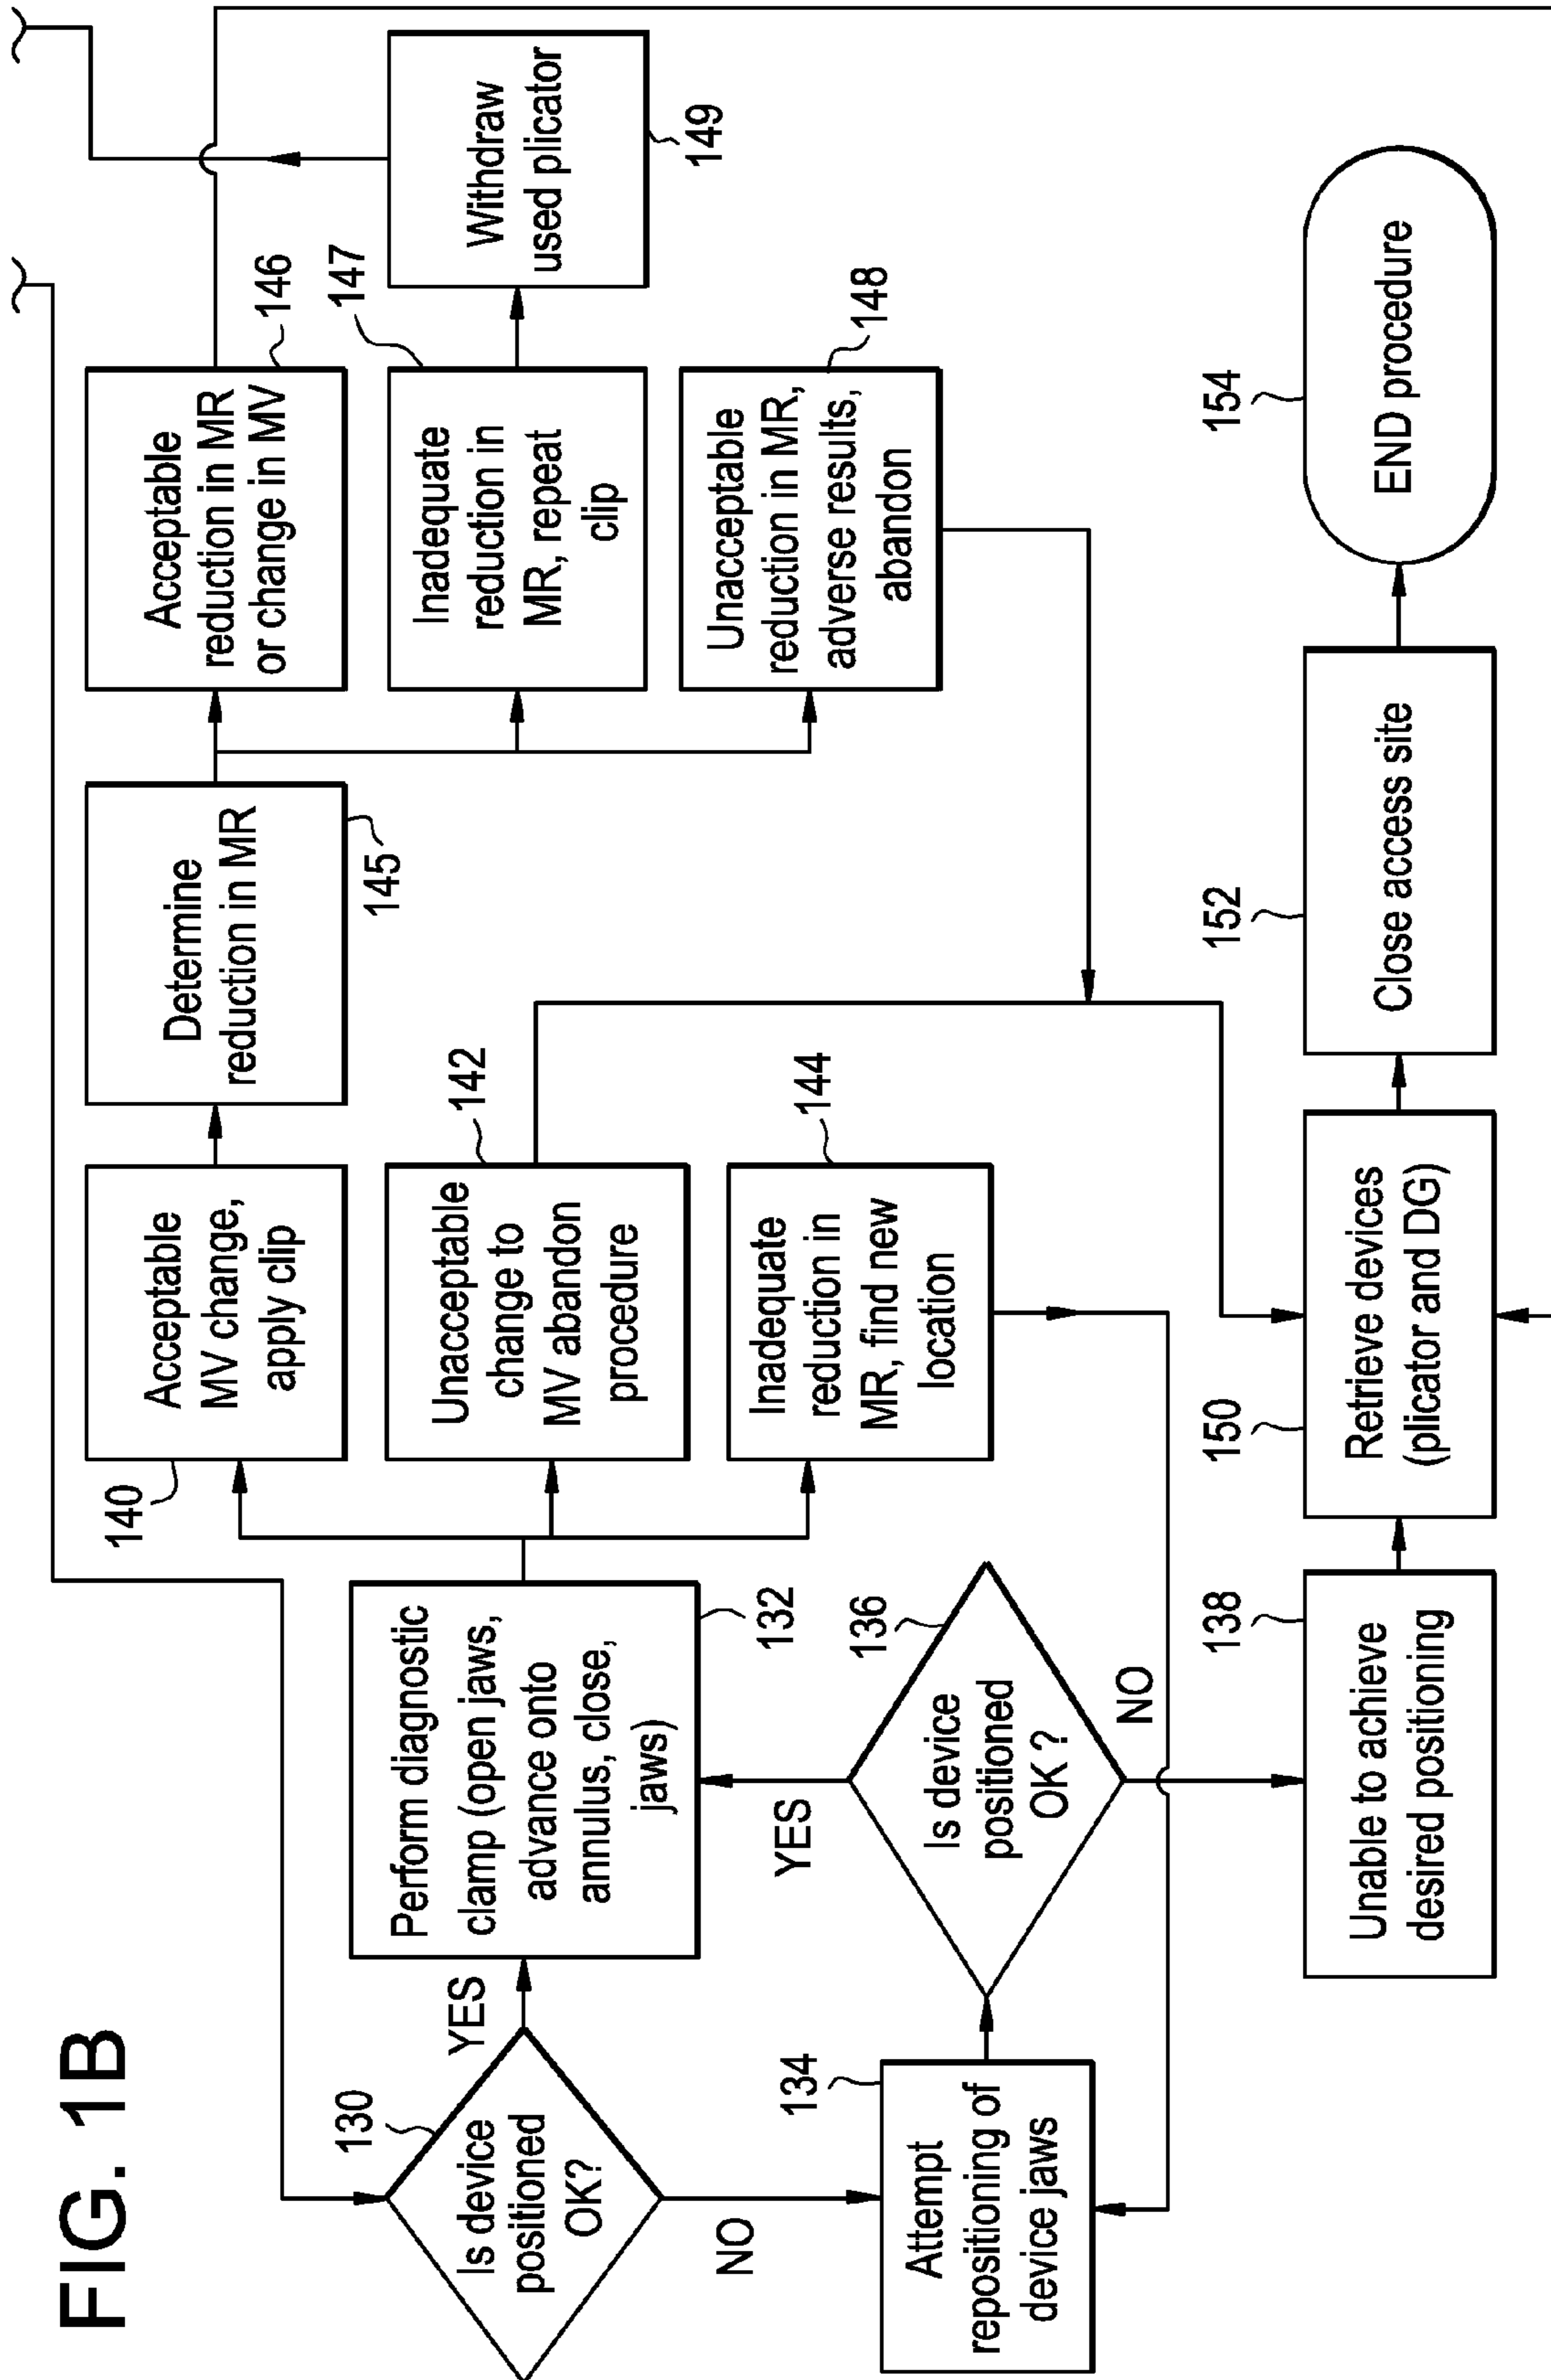 FIG. 1B
130
Is device
positioned
OK?
YES
NO
Perform diagnostic
clamp (open jaws,
advance onto
annulus, close,
jaws)
132
134
Attempt
repositioning of
device jaws
136
Is device
positioned
OK ?
YES
NO
138
Unable to achieve
desired positioning
140
Acceptable
MV change,
apply clip
142
Unacceptable
change to
MV abandon
procedure
144
Inadequate
reduction in
MR, find new
location
Determine
reduction in MR
145
Acceptable
reduction in MR
or change in MV
146
147
Inadequate
reduction in
MR, repeat
clip
148
Unacceptable
reduction in MR,
adverse results,
abandon
Withdraw
used plicator
149
150
Retrieve devices
(plicator and DG)
152
Close access site
154
END procedure